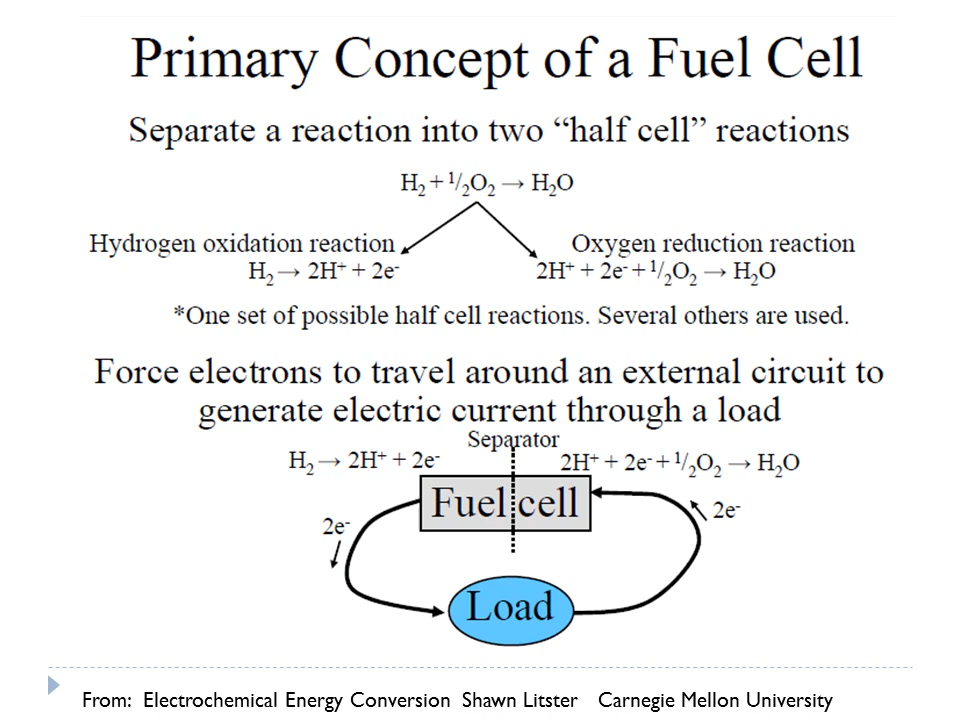 Primary Concept of a Fuel Cell
Separate a reaction into two “half cell” reactions
H₂ + ¹/₂O₂ → H₂O
Hydrogen oxidation reaction
H₂ → 2H⁺ + 2e⁻
Oxygen reduction reaction
2H⁺ + 2e⁻ + ¹/₂O₂ → H₂O
*One set of possible half cell reactions. Several others are used.
Force electrons to travel around an external circuit to
generate electric current through a load
Separator
H₂ → 2H⁺ + 2e⁻
2H⁺ + 2e⁻ + ¹/₂O₂ → H₂O
Fuel cell
2e⁻
2e⁻
Load
From: Electrochemical Energy Conversion Shawn Litster Carnegie Mellon University